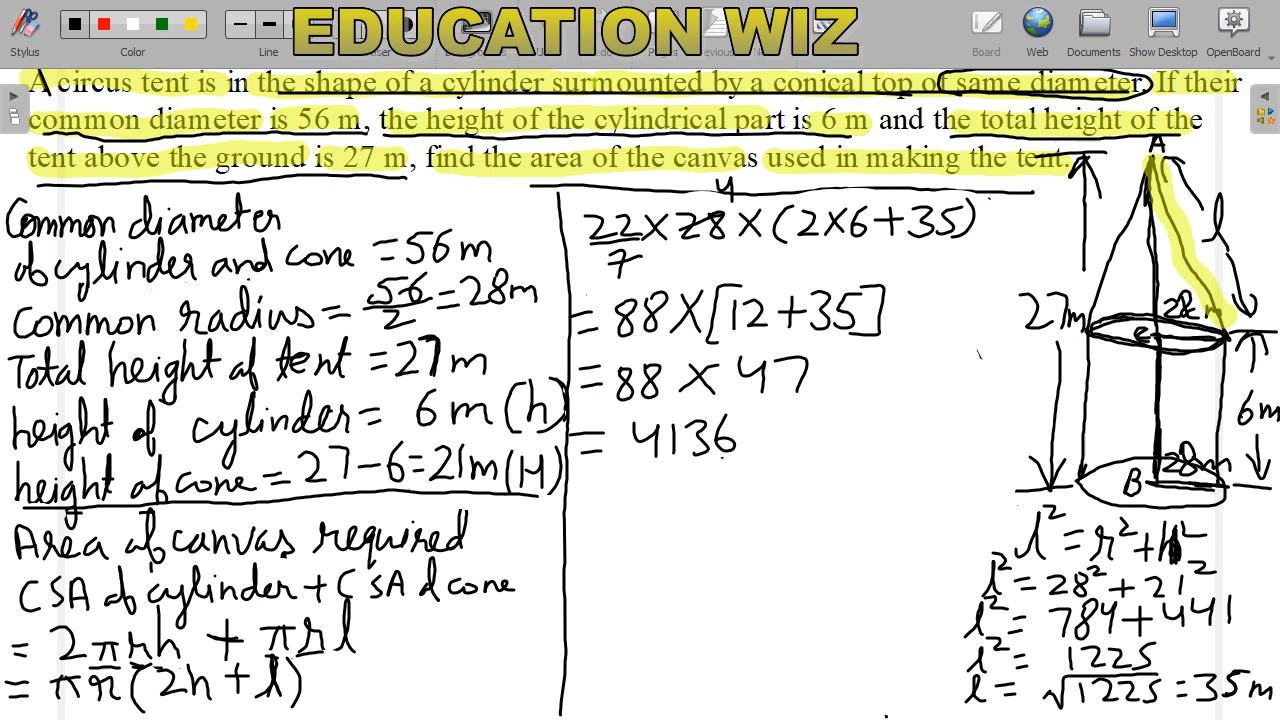 EDUCATION WIZ
Stylus
Color
Line
Board
Web
Documents
Show Desktop
OpenBoard
A circus tent is in the shape of a cylinder surmounted by a conical top of same diameter. If their
common diameter is 56 m, the height of the cylindrical part is 6 m and the total height of the
tent above the ground is 27 m, find the area of the canvas used in making the tent.
Common diameter
of cylinder and cone = 56 m
Common radius = 56/2 = 28m
Total height of tent = 27 m
height of cylinder = 6 m (h)
height of cone = 27 - 6 = 21m (H)
Area of canvas required
CSA of cylinder + CSA of cone
= 2πrh + πrl
= πr(2h + l)
4
22/7 × 28 × (2×6+35)
= 88 × [12 + 35]
= 88 × 47
= 4136
A
l
27m
28m
C
6m
28m
B
l² = r² + H²
l² = 28² + 21²
l² = 784 + 441
l² = 1225
l = √1225 = 35m